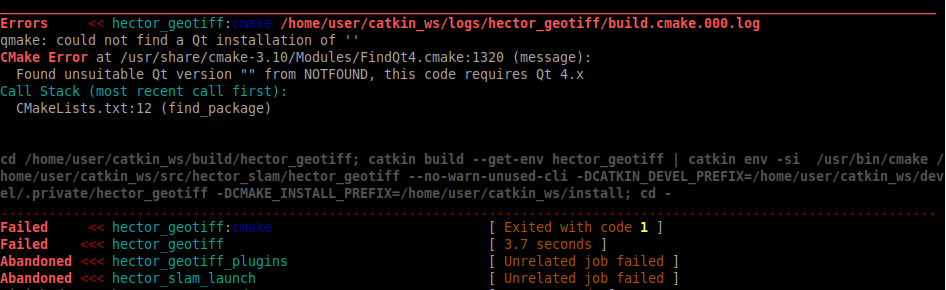 Errors << hector_geotiff:cmake /home/user/catkin_ws/logs/hector_geotiff/build.cmake.000.log
qmake: could not find a Qt installation of ''
CMake Error at /usr/share/cmake-3.10/Modules/FindQt4.cmake:1320 (message):
Found unsuitable Qt version "" from NOTFOUND, this code requires Qt 4.x
Call Stack (most recent call first):
CMakeLists.txt:12 (find_package)
cd /home/user/catkin_ws/build/hector_geotiff; catkin build --get-env hector_geotiff | catkin env -si /usr/bin/cmake /
home/user/catkin_ws/src/hector_slam/hector_geotiff --no-warn-unused-cli -DCATKIN_DEVEL_PREFIX=/home/user/catkin_ws/dev
el/.private/hector_geotiff -DCMAKE_INSTALL_PREFIX=/home/user/catkin_ws/install; cd -
Failed << hector_geotiff:cmake [ Exited with code 1 ]
Failed <<< hector_geotiff [ 3.7 seconds ]
Abandoned <<< hector_geotiff_plugins [ Unrelated job failed ]
Abandoned <<< hector_slam_launch [ Unrelated job failed ]